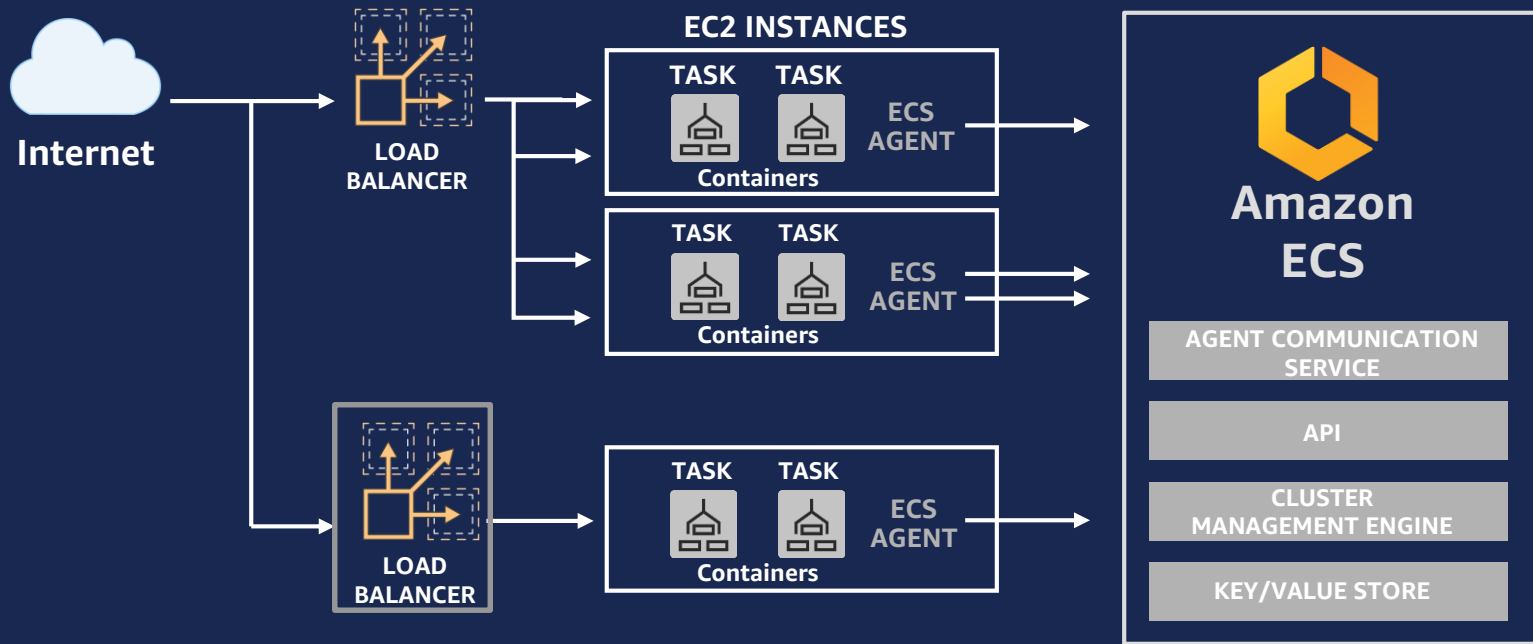 Internet
LOAD
BALANCER
EC2 INSTANCES
TASK TASK
ECS
AGENT
Containers
TASK TASK
ECS
AGENT
Containers
LOAD
BALANCER
TASK TASK
ECS
AGENT
Containers
Amazon
ECS
AGENT COMMUNICATION
SERVICE
API
CLUSTER
MANAGEMENT ENGINE
KEY/VALUE STORE